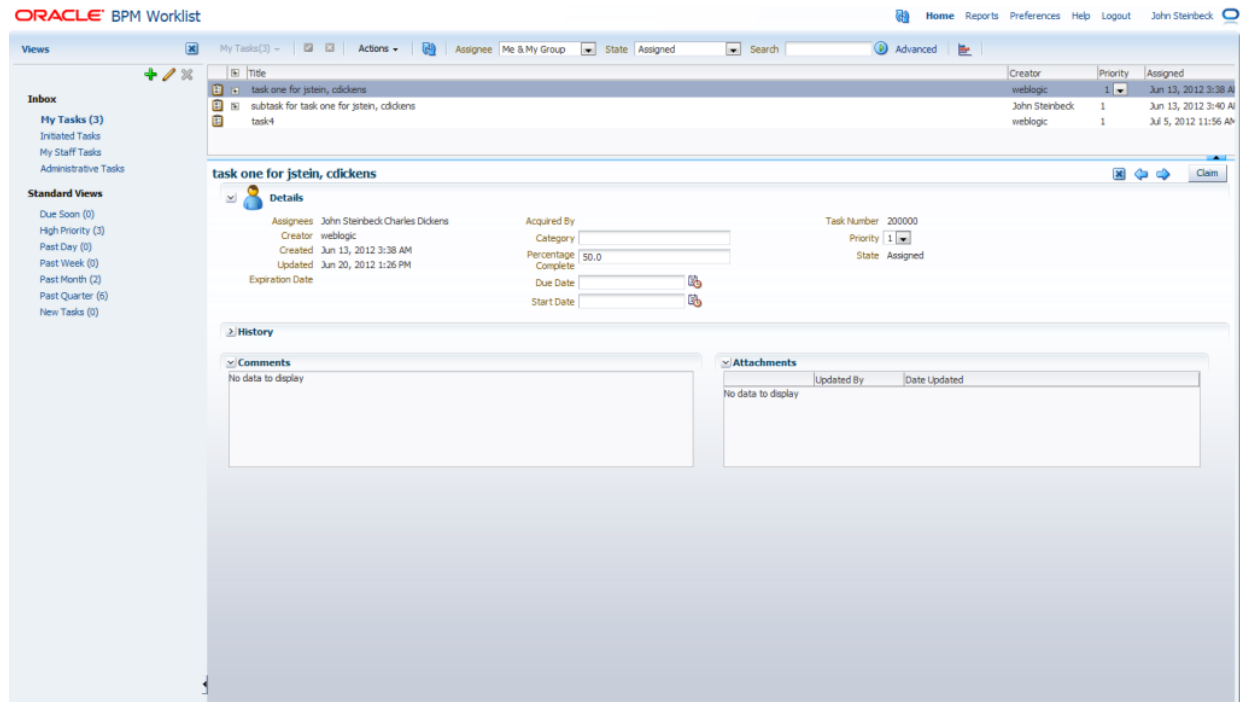 ORACLE' BPM Worklist
Home Reports Preferences Help Logout John Steinbeck
Views
My Tasks(3) Actions Assignee Me & My Group State Assigned Search Advanced
Title Creator Priority Assigned
task one for jstein, cdickens weblogic 1 Jun 13, 2012 3:38
subtask for task one for jstein, cdickens John Steinbeck 1 Jun 13, 2012 3:40
task4 weblogic 1 Jul 5, 2012 11:56
Inbox
My Tasks (3)
Initiated Tasks
My Staff Tasks
Administrative Tasks
Standard Views
Due Soon (0)
High Priority (3)
Past Day (0)
Past Week (0)
Past Month (2)
Past Quarter (6)
New Tasks (0)
task one for jstein, cdickens Claim
Details
Assignees John Steinbeck Charles Dickens
Creator weblogic
Created Jun 13, 2012 3:38 AM
Updated Jun 20, 2012 1:26 PM
Expiration Date
Acquired By
Category
Percentage Complete 50.0
Due Date
Start Date
Task Number 200000
Priority 1
State Assigned
History
Comments
No data to display
Attachments
Updated By Date Updated
No data to display